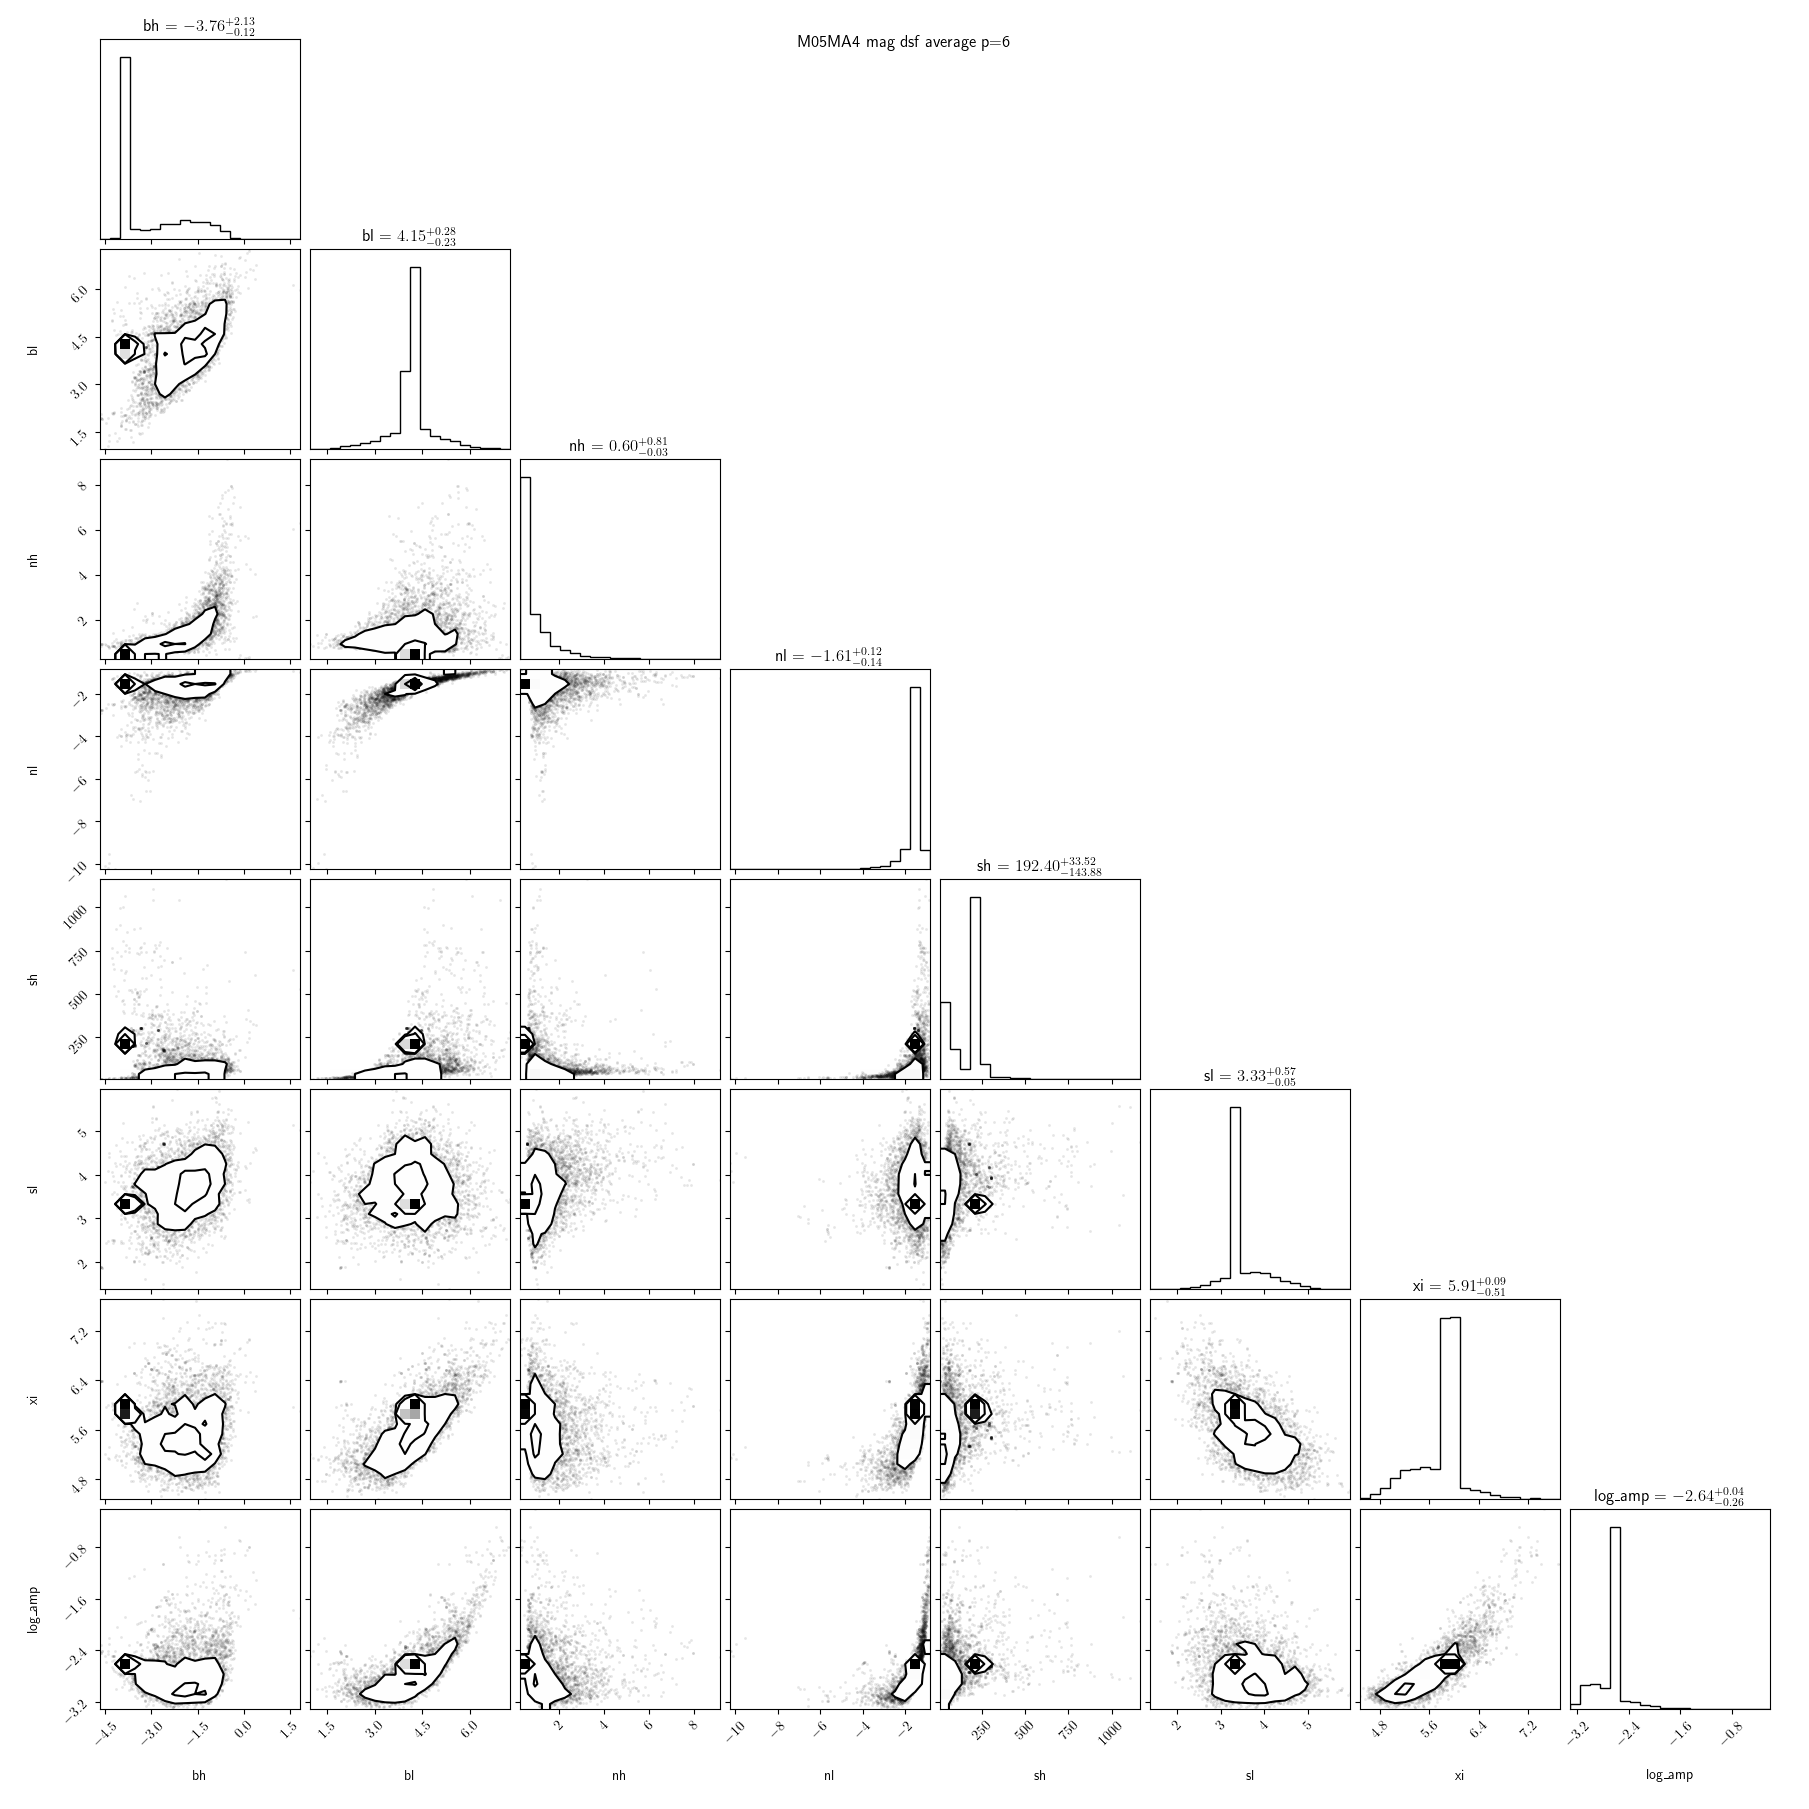 M05MA4 mag dsf average p=6
bh = −3.76 +2.13 −0.12
bl = 4.15 +0.28 −0.23
nh = 0.60 +0.81 −0.03
nl = −1.61 +0.12 −0.14
sh = 192.40 +33.52 −143.88
sl = 3.33 +0.57 −0.05
xi = 5.91 +0.09 −0.51
log_amp = −2.64 +0.04 −0.26
bl
6.0
4.5
3.0
1.5
nh
8
6
4
2
nl
−2
−4
−6
−8
−10
sh
1000
750
500
250
sl
5
4
3
2
xi
7.2
6.4
5.6
4.8
log_amp
−0.8
−1.6
−2.4
−3.2
−4.5 −3.0 −1.5 0.0 1.5
1.5 3.0 4.5 6.0
2 4 6 8
−10 −8 −6 −4 −2
250 500 750 1000
2 3 4 5
4.8 5.6 6.4 7.2
−3.2 −2.4 −1.6 −0.8
bh bl nh nl sh sl xi log_amp